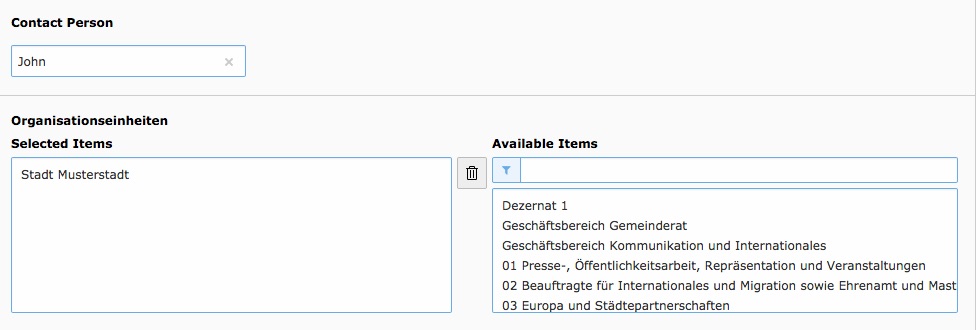 Contact Person
John
Organisationseinheiten
Selected Items
Available Items
Stadt Musterstadt
Dezernat 1
Geschäftsbereich Gemeinderat
Geschäftsbereich Kommunikation und Internationales
01 Presse-, Öffentlichkeitsarbeit, Repräsentation und Veranstaltungen
02 Beauftragte für Internationales und Migration sowie Ehrenamt und Mast
03 Europa und Städtepartnerschaften